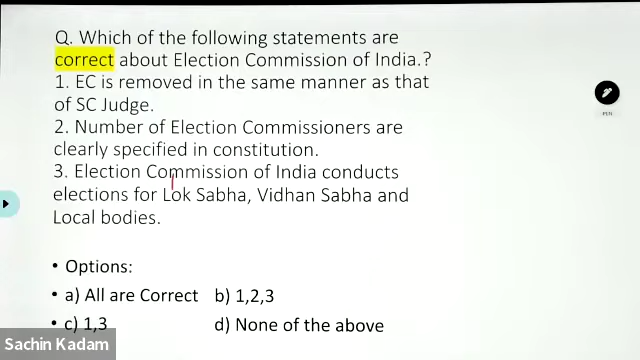 Q. Which of the following statements are
correct about Election Commission of India.?
1. EC is removed in the same manner as that
of SC Judge.
2. Number of Election Commissioners are
clearly specified in constitution.
3. Election Commission of India conducts
elections for Lok Sabha, Vidhan Sabha and
Local bodies.
• Options:
• a) All are Correct b) 1,2,3
• c) 1,3 d) None of the above
Sachin Kadam
PEN